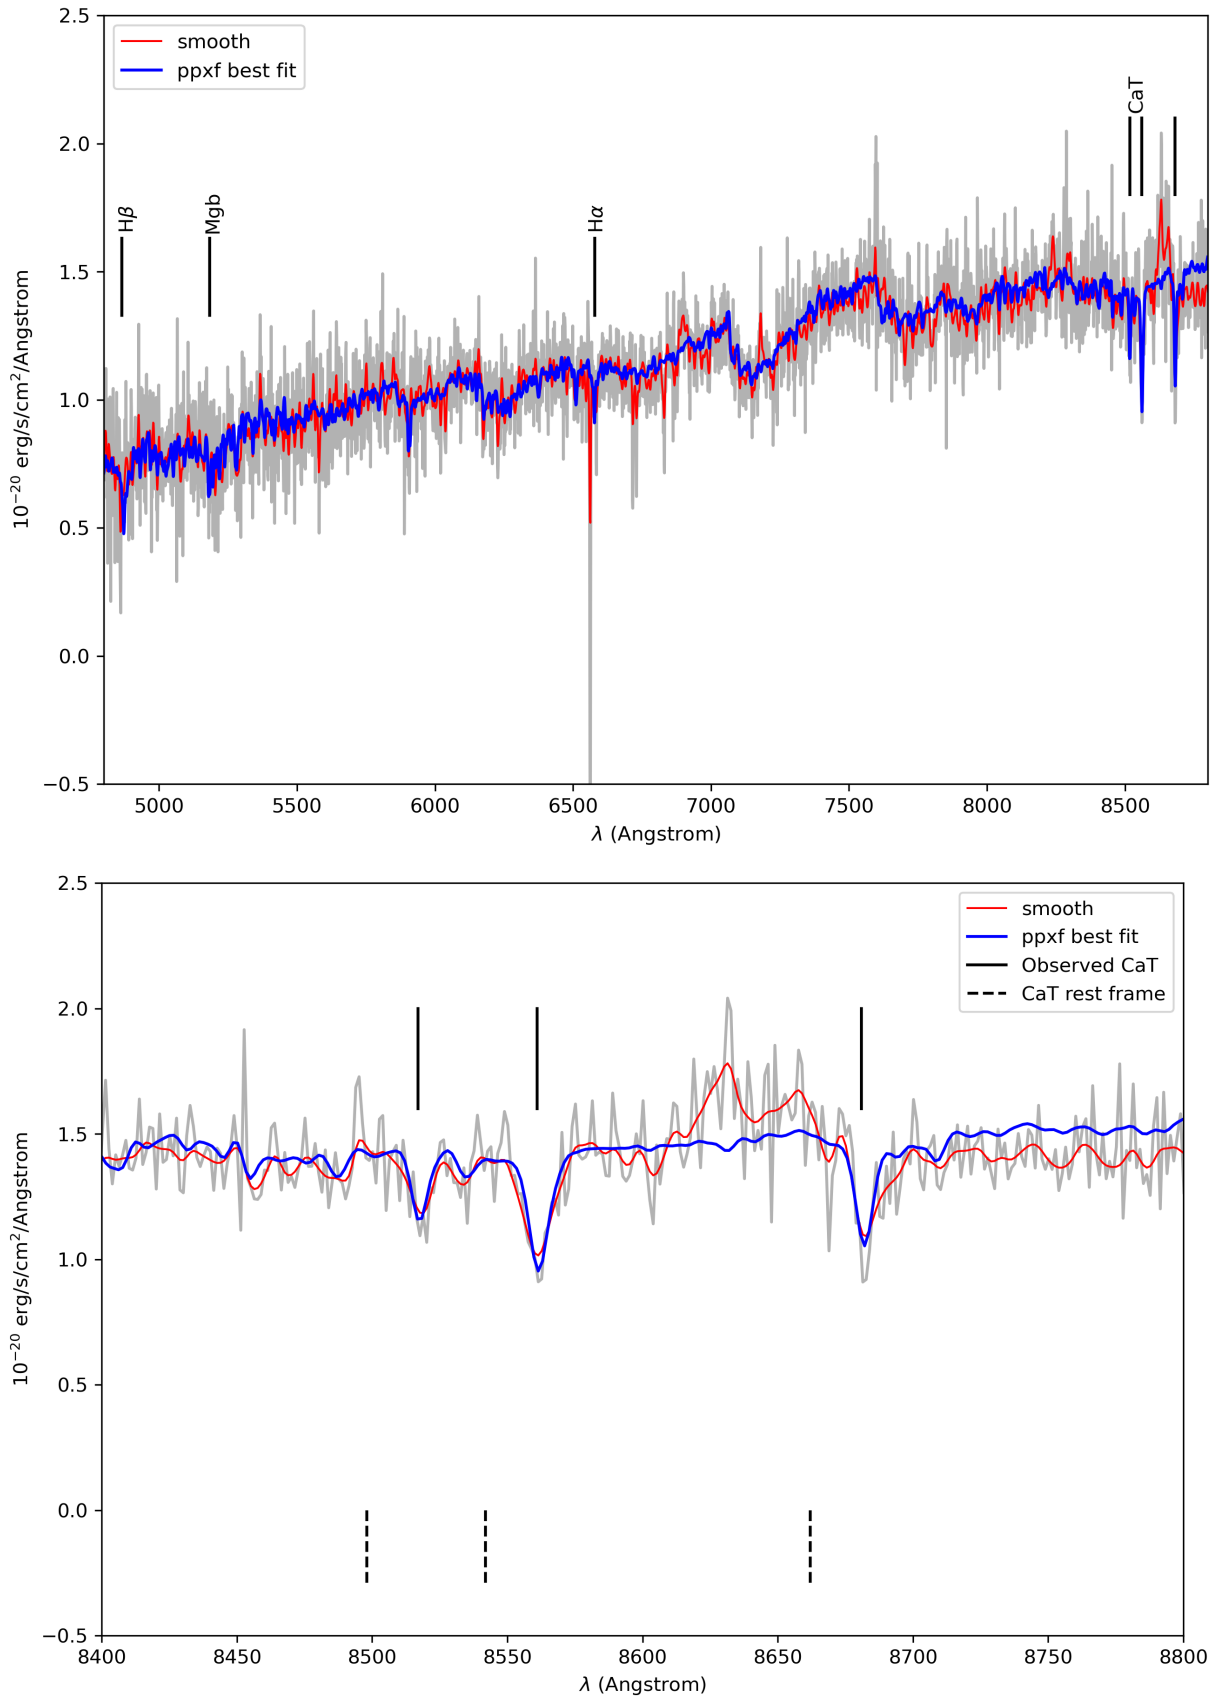 2.5
smooth
ppxf best fit
CaT
2.0
Hβ
Mgb
Hα
1.5
1.0
0.5
0.0
−0.5
10⁻²⁰ erg/s/cm²/Angstrom
5000 5500 6000 6500 7000 7500 8000 8500
λ (Angstrom)
2.5
smooth
ppxf best fit
Observed CaT
CaT rest frame
2.0
1.5
1.0
0.5
0.0
−0.5
10⁻²⁰ erg/s/cm²/Angstrom
8400 8450 8500 8550 8600 8650 8700 8750 8800
λ (Angstrom)